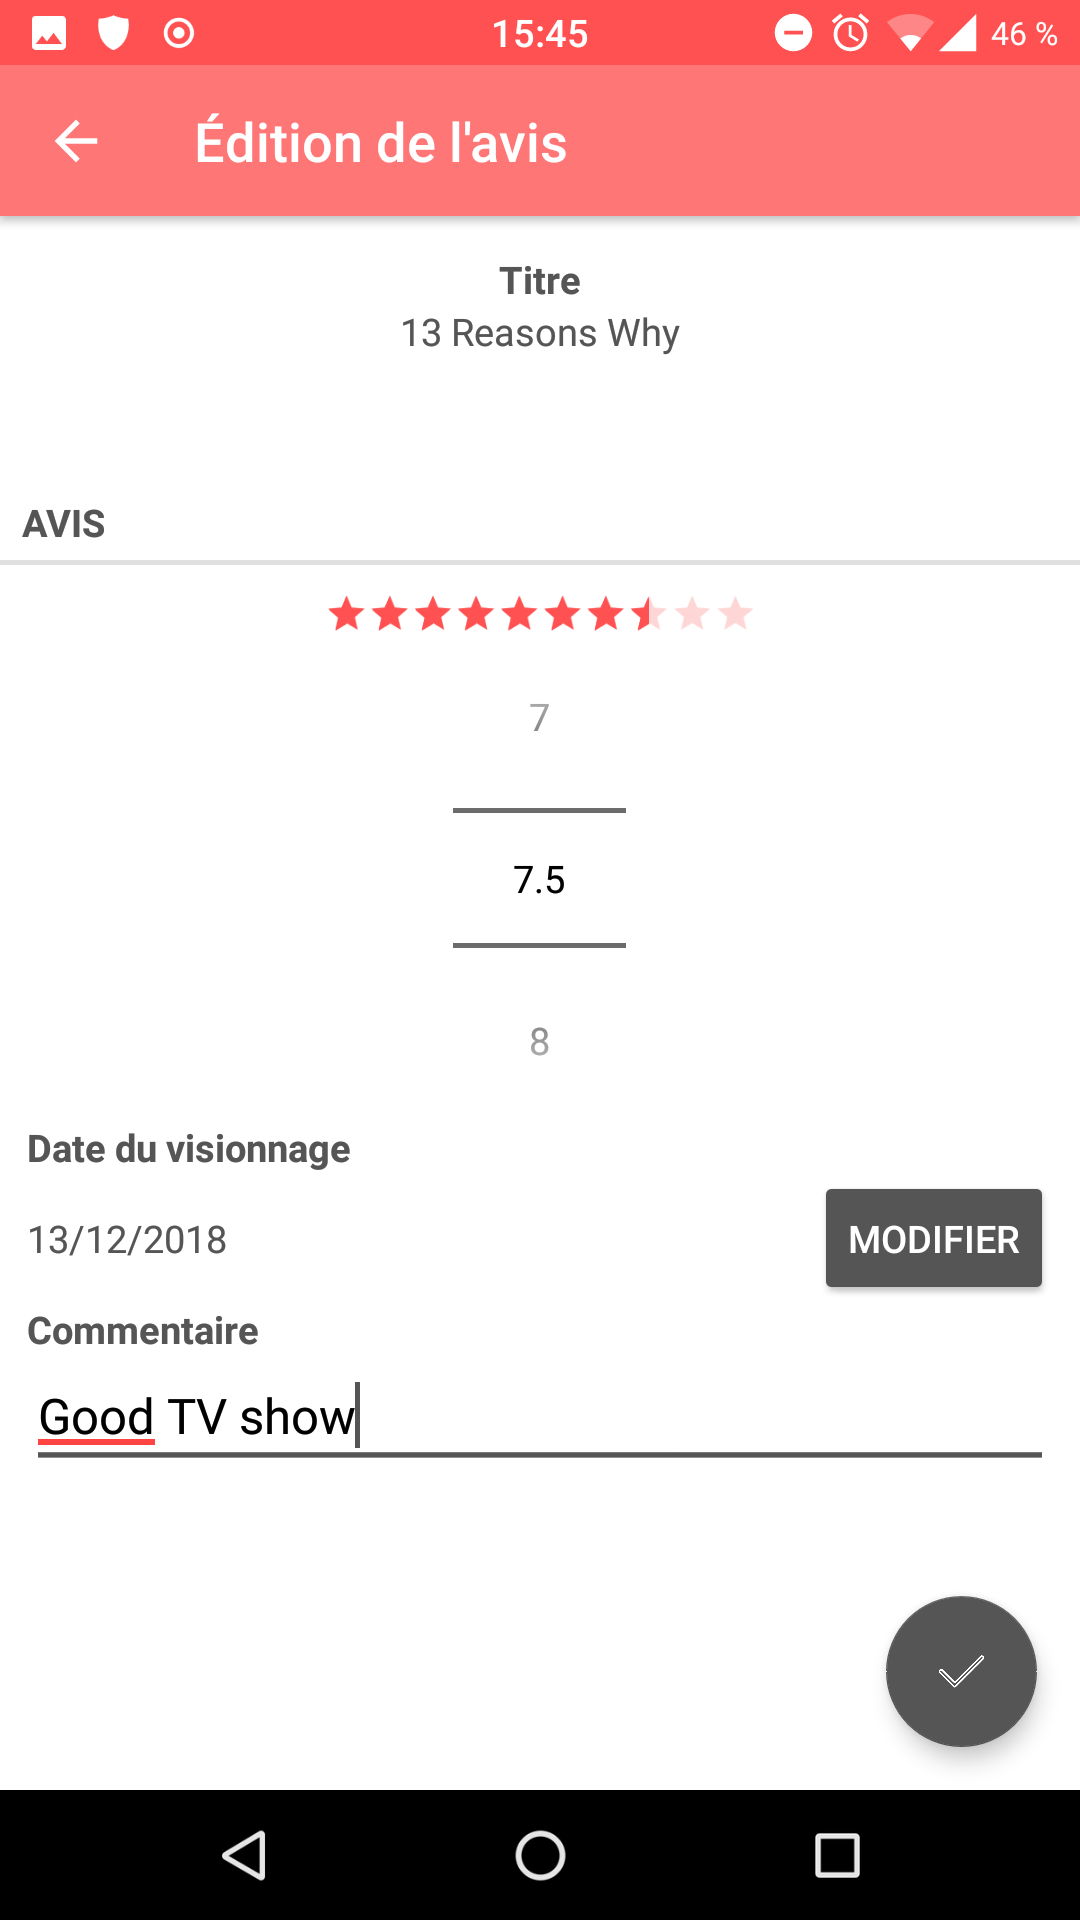 15:45
46 %
Édition de l'avis
Titre
13 Reasons Why
AVIS
7
7.5
8
Date du visionnage
13/12/2018
MODIFIER
Commentaire
Good TV show